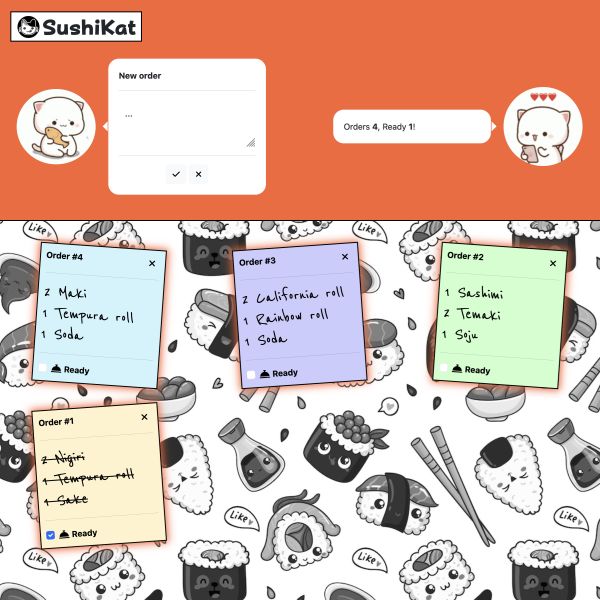 SushiKat
New order
...
Orders 4, Ready 1!
Like
Order #4
2 Maki
1 Tempura roll
1 Soda
Ready
Order #3
2 California roll
1 Rainbow roll
1 Soda
Ready
Order #2
1 Sashimi
2 Temaki
1 Soju
Ready
Like
Order #1
2 Nigiri
1 Tempura roll
1 Sake
Ready
Like
Like
Like
Like